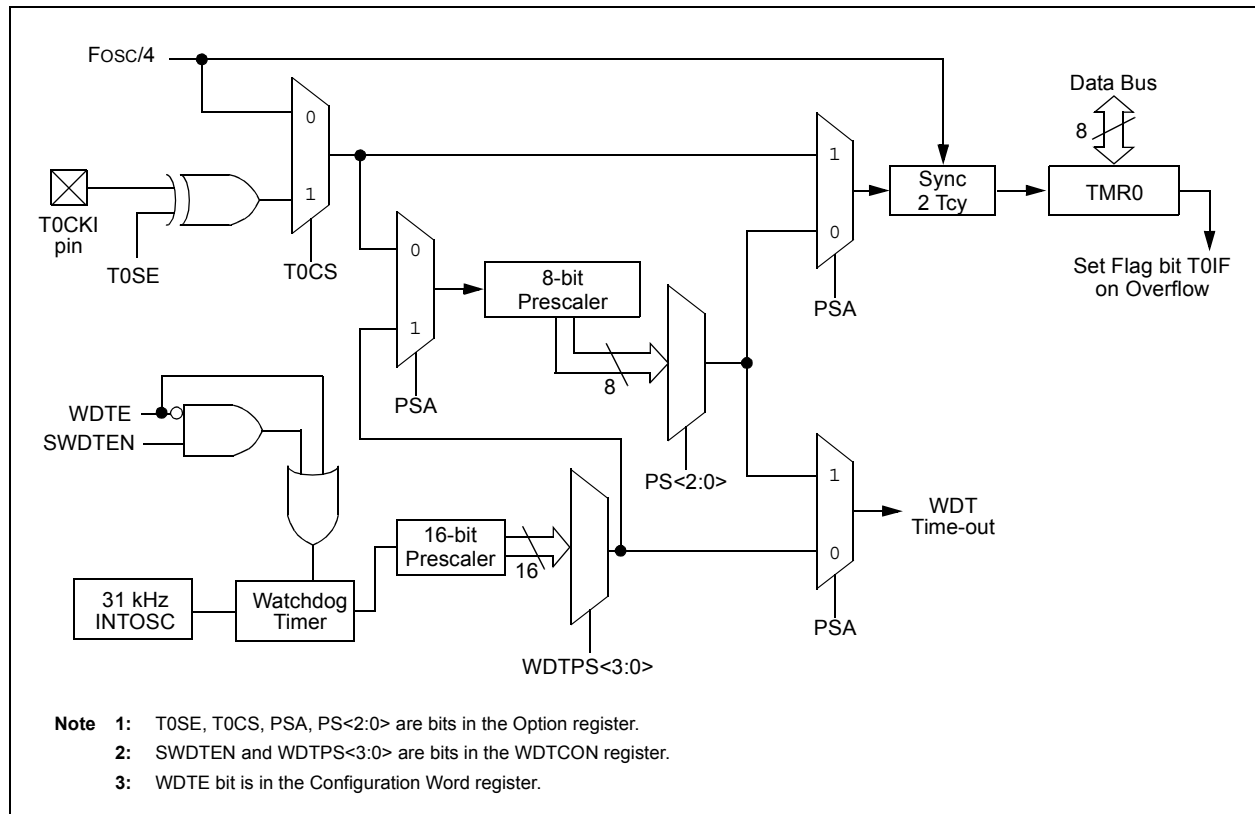 FOSC/4
Data Bus
8
0
1
T0CKI
pin
T0SE
T0CS
1
0
PSA
Sync
2 Tcy
TMR0
Set Flag bit T0IF
on Overflow
0
1
PSA
8-bit
Prescaler
8
PS<2:0>
WDTE
SWDTEN
1
0
PSA
WDT
Time-out
16-bit
Prescaler
16
WDTPS<3:0>
31 kHz
INTOSC
Watchdog
Timer
Note 1: T0SE, T0CS, PSA, PS<2:0> are bits in the Option register.
2: SWDTEN and WDTPS<3:0> are bits in the WDTCON register.
3: WDTE bit is in the Configuration Word register.